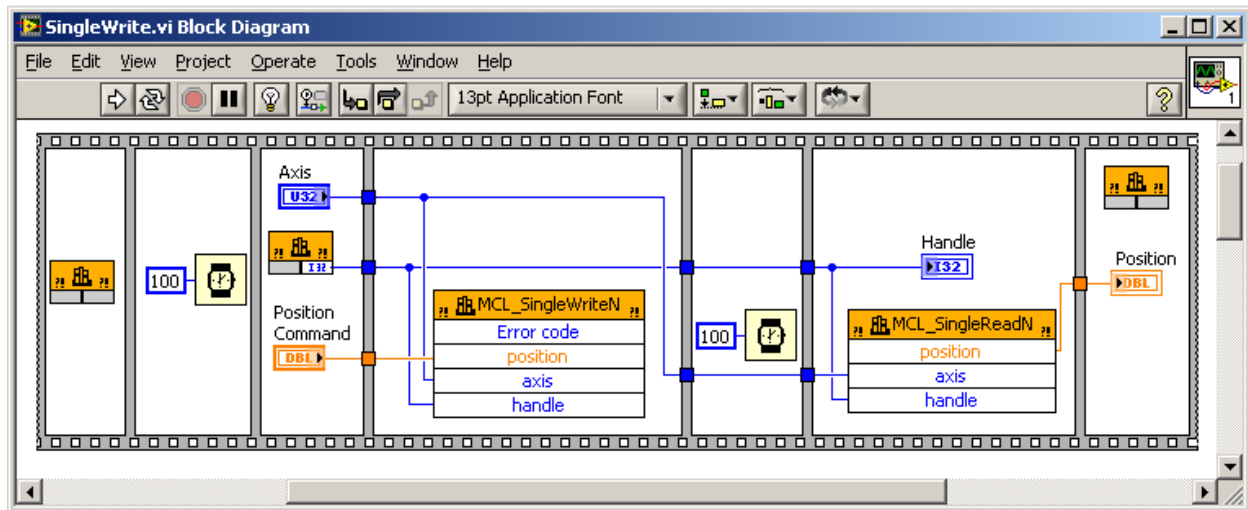 SingleWrite.vi Block Diagram
File Edit View Project Operate Tools Window Help
13pt Application Font
1
Axis
U32
I32
Position
Command
DBL
100
MCL_SingleWriteN
Error code
position
axis
handle
100
Handle
I32
MCL_SingleReadN
position
axis
handle
Position
DBL